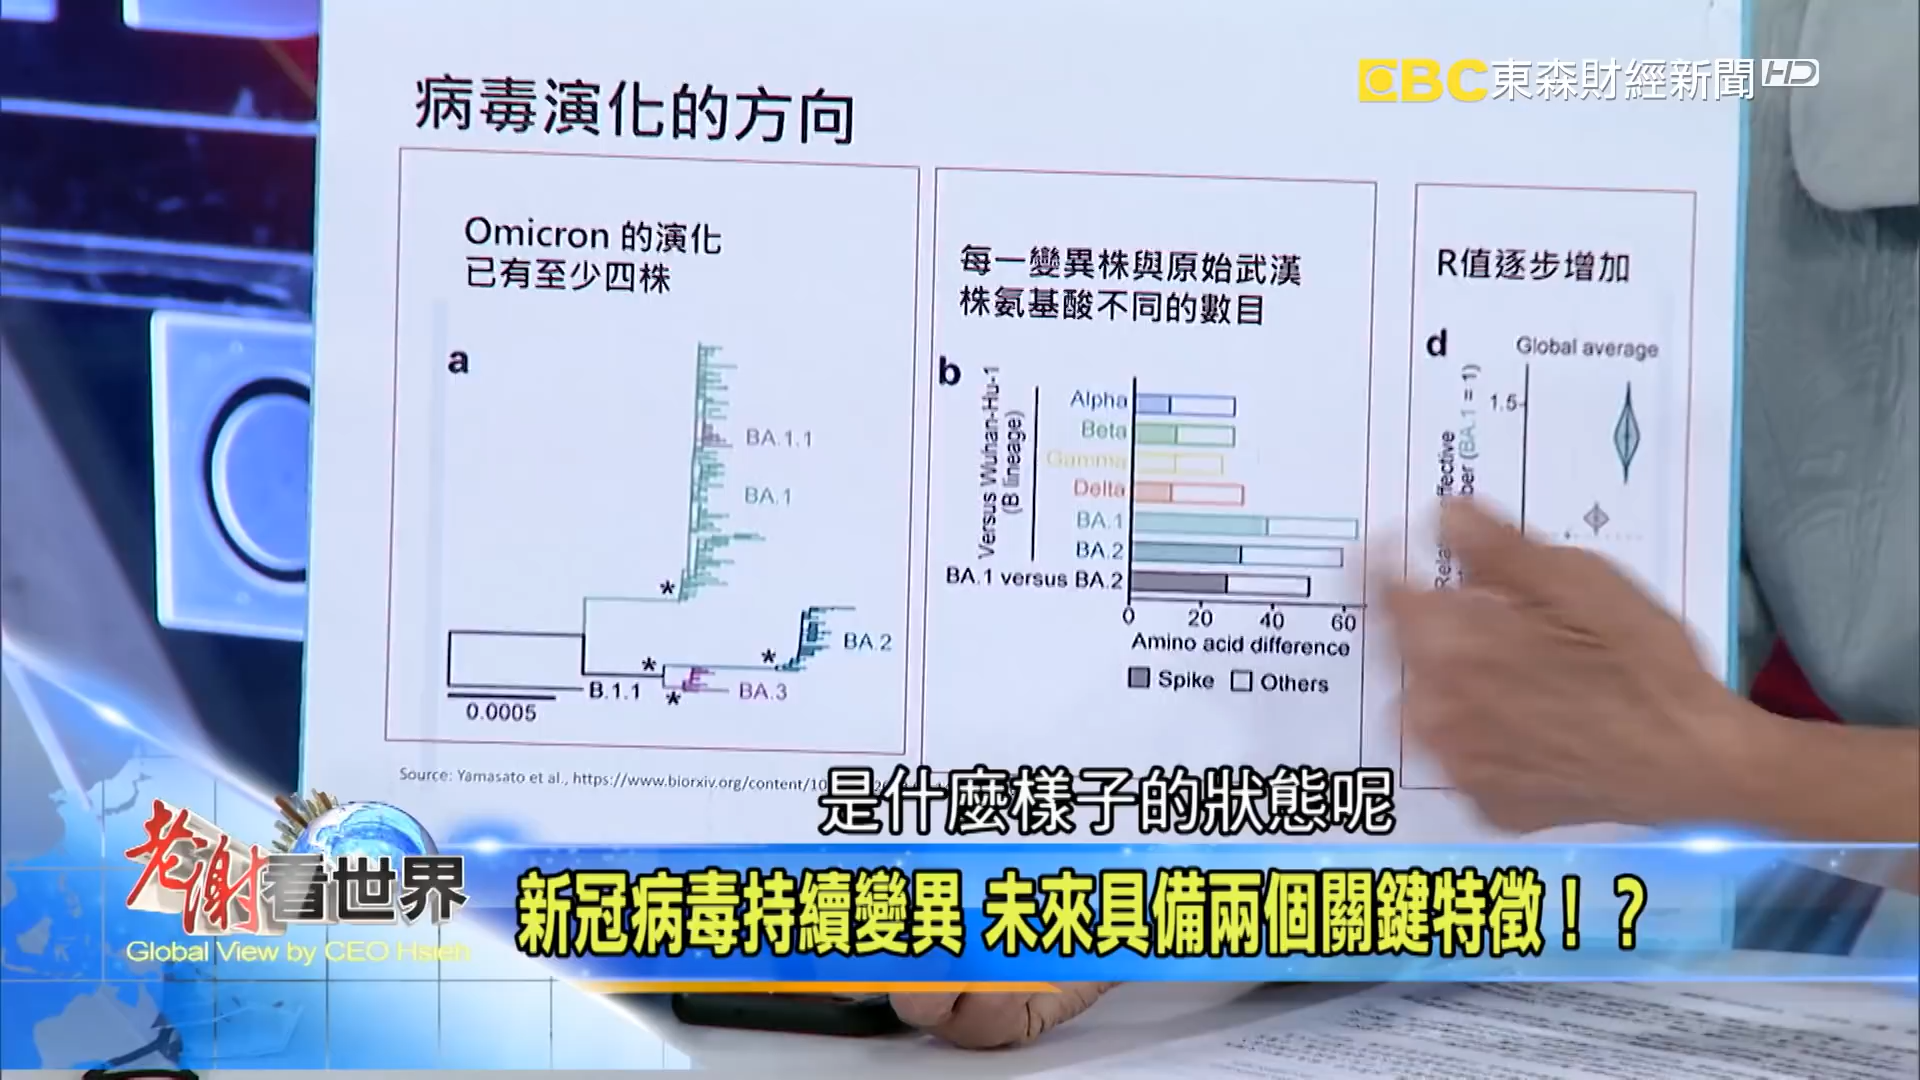 病毒演化的方向
EBC東森財經新聞HD
Omicron 的演化
已有至少四株
a
BA.1.1
BA.1
BA.2
BA.3
B.1.1
0.0005
*
*
*
*
每一變異株與原始武漢
株氨基酸不同的數目
b
Versus Wuhan-Hu-1
(B lineage)
Alpha
Beta
Gamma
Delta
BA.1
BA.2
BA.1 versus BA.2
0 20 40 60
Amino acid difference
Spike Others
R值逐步增加
d
Global average
1.5
(BA.1 = 1)
Source: Yamasato et al., https://www.biorxiv.org/content/10
是什麼樣子的狀態呢
老謝看世界
Global View by CEO Hsieh
新冠病毒持續變異 未來具備兩個關鍵特徵！？